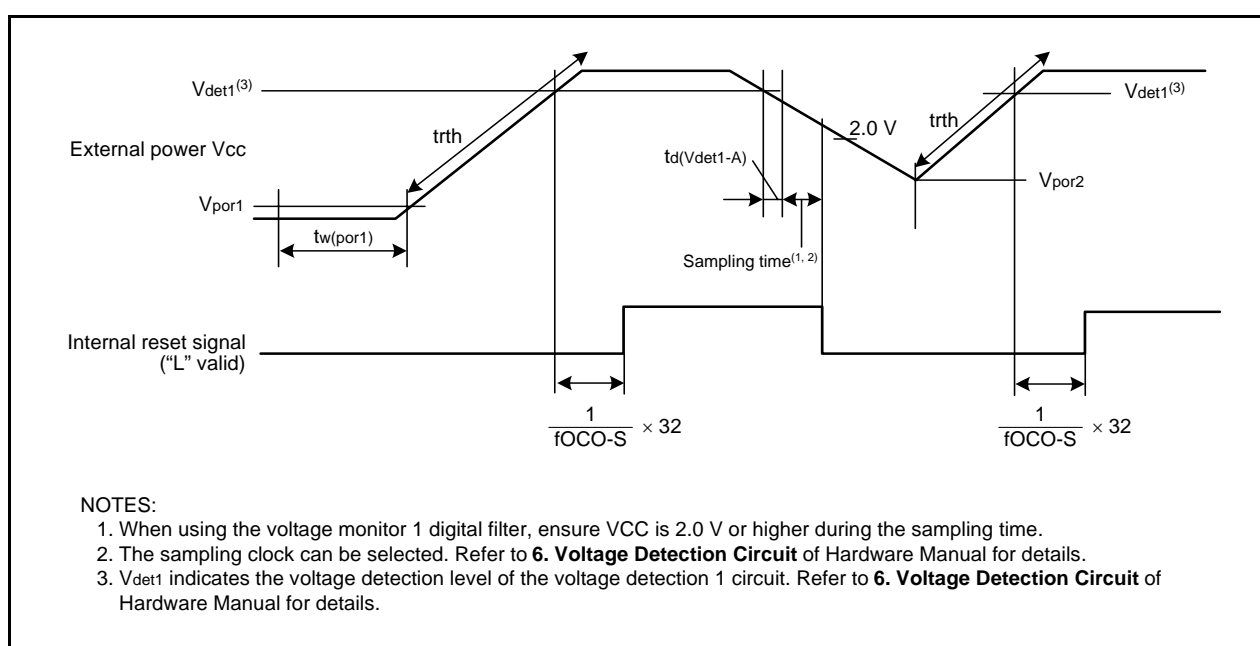 Vdet1(3)
Vdet1(3)
trth
trth
2.0 V
External power Vcc
td(Vdet1-A)
Vpor2
Vpor1
tw(por1)
Sampling time(1, 2)
Internal reset signal
(“L” valid)
1
fOCO-S
× 32
1
fOCO-S
× 32
NOTES:
1. When using the voltage monitor 1 digital filter, ensure VCC is 2.0 V or higher during the sampling time.
2. The sampling clock can be selected. Refer to 6. Voltage Detection Circuit of Hardware Manual for details.
3. Vdet1 indicates the voltage detection level of the voltage detection 1 circuit. Refer to 6. Voltage Detection Circuit of
Hardware Manual for details.